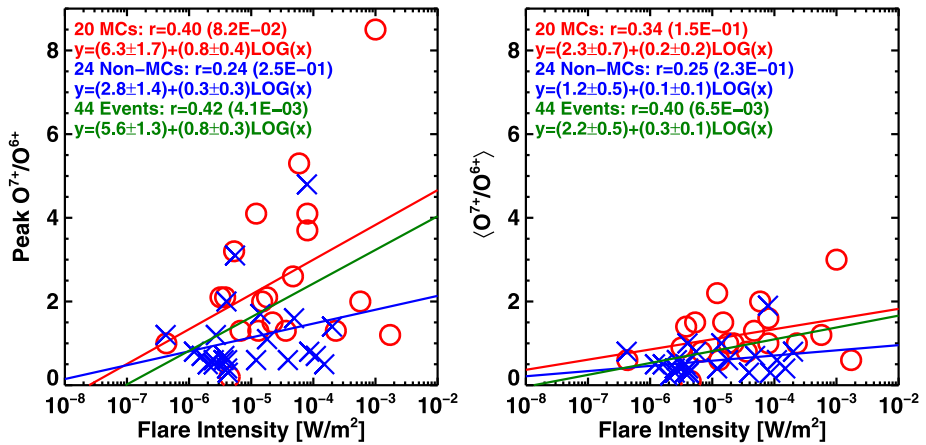 20 MCs: r=0.40 (8.2E−02)
y=(6.3±1.7)+(0.8±0.4)LOG(x)
24 Non−MCs: r=0.24 (2.5E−01)
y=(2.8±1.4)+(0.3±0.3)LOG(x)
44 Events: r=0.42 (4.1E−03)
y=(5.6±1.3)+(0.8±0.3)LOG(x)
Peak O⁷⁺/O⁶⁺
8
6
4
2
0
10⁻⁸ 10⁻⁷ 10⁻⁶ 10⁻⁵ 10⁻⁴ 10⁻³ 10⁻²
Flare Intensity [W/m²]
20 MCs: r=0.34 (1.5E−01)
y=(2.3±0.7)+(0.2±0.2)LOG(x)
24 Non−MCs: r=0.25 (2.3E−01)
y=(1.2±0.5)+(0.1±0.1)LOG(x)
44 Events: r=0.40 (6.5E−03)
y=(2.2±0.5)+(0.3±0.1)LOG(x)
⟨O⁷⁺/O⁶⁺⟩
8
6
4
2
0
10⁻⁸ 10⁻⁷ 10⁻⁶ 10⁻⁵ 10⁻⁴ 10⁻³ 10⁻²
Flare Intensity [W/m²]